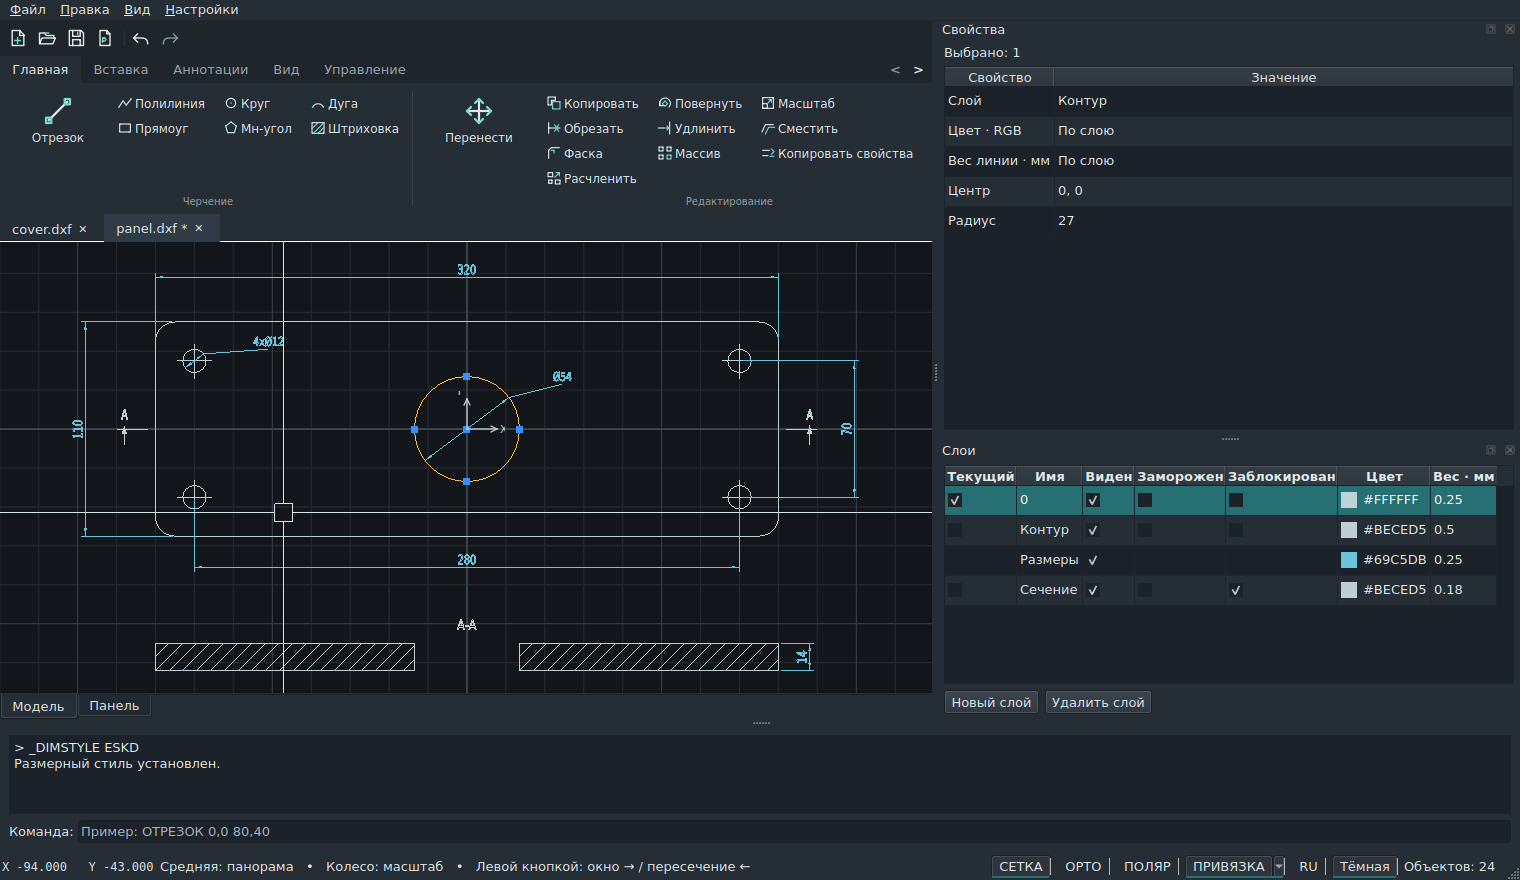 Файл Правка Вид Настройки
Главная Вставка Аннотации Вид Управление < >
Отрезок
Полилиния Круг Дуга
Прямоуг Мн-угол Штриховка
Черчение
Перенести
Копировать Повернуть Масштаб
Обрезать Удлинить Сместить
Фаска Массив Копировать свойства
Расчленить
Редактирование
cover.dxf × panel.dxf * ×
320
4xØ12
Ø54
A A
110
70
X
280
A-A
14
Модель Панель
Свойства
Выбрано: 1
Свойство Значение
Слой Контур
Цвет · RGB По слою
Вес линии · мм По слою
Центр 0, 0
Радиус 27
Слои
Текущий Имя Виден Заморожен Заблокирован Цвет Вес · мм
0 #FFFFFF 0.25
Контур #BECED5 0.5
Размеры #69C5DB 0.25
Сечение #BECED5 0.18
Новый слой Удалить слой
> _DIMSTYLE ESKD
Размерный стиль установлен.
Команда: Пример: ОТРЕЗОК 0,0 80,40
X -94.000 Y -43.000 Средняя: панорама • Колесо: масштаб • Левой кнопкой: окно → / пересечение ← СЕТКА ОРТО ПОЛЯР ПРИВЯЗКА RU Тёмная Объектов: 24